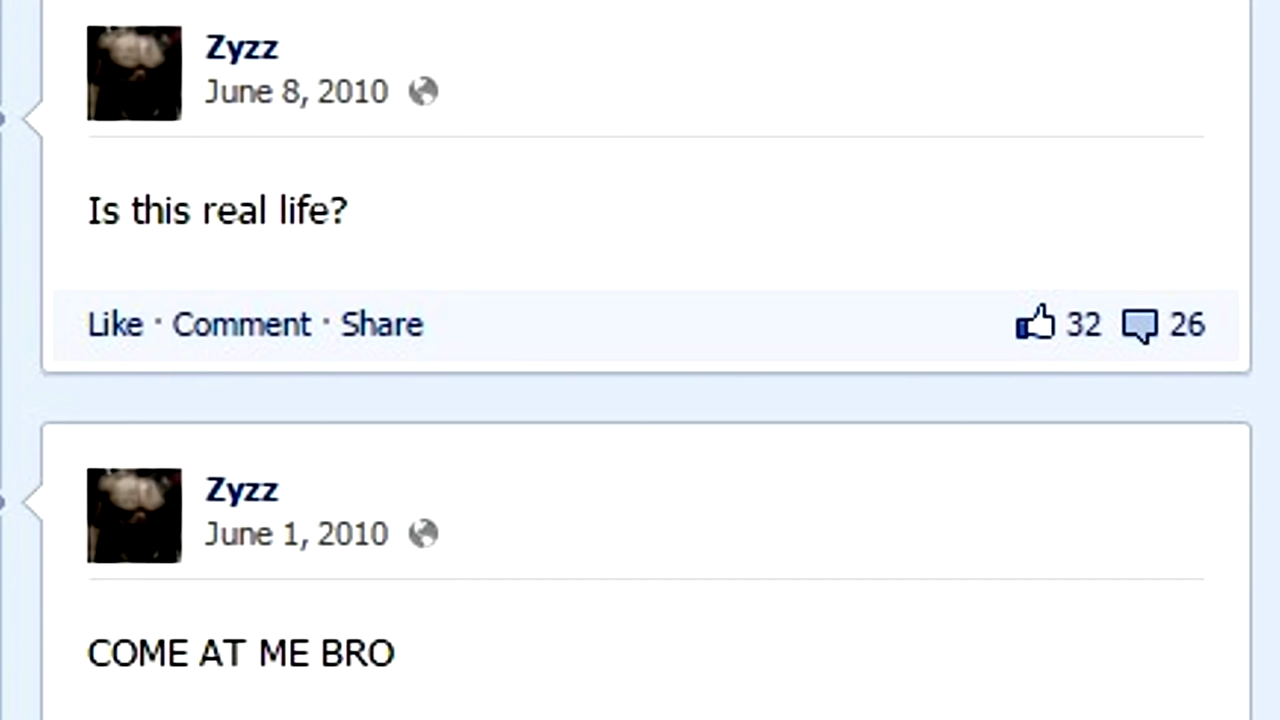 Zyzz
June 8, 2010
Is this real life?
Like · Comment · Share 32 26
Zyzz
June 1, 2010
COME AT ME BRO